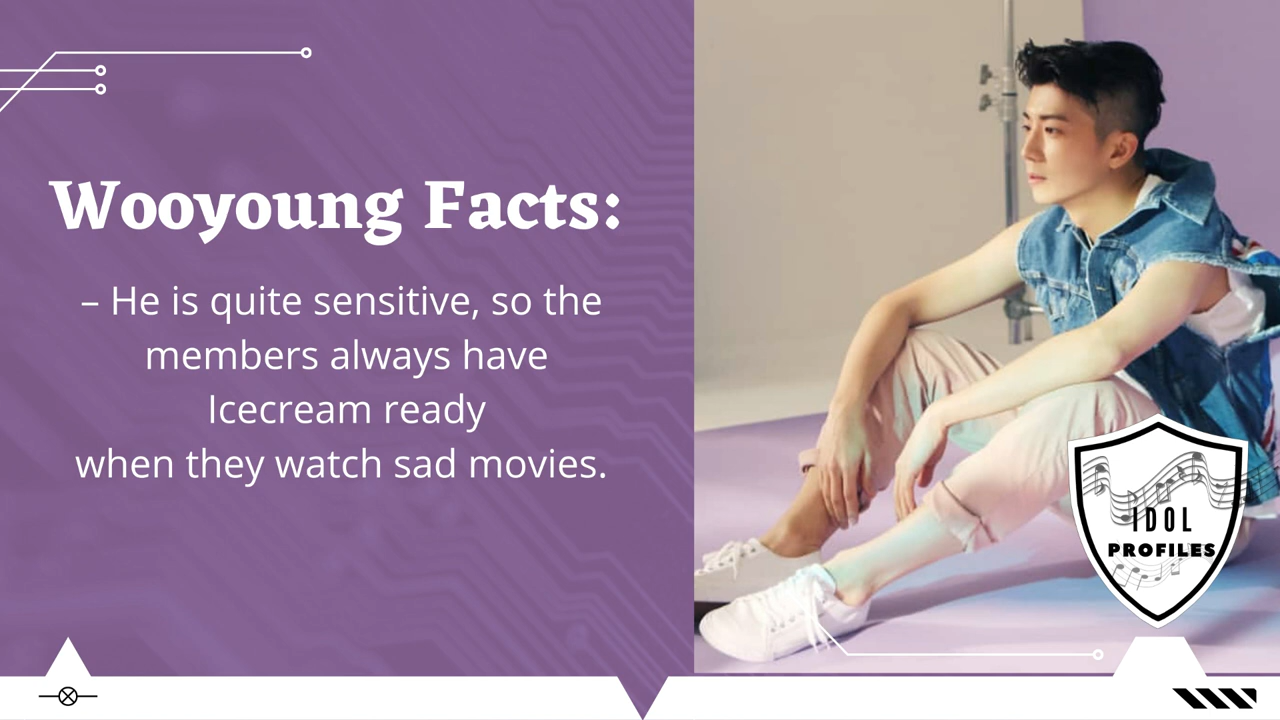 Wooyoung Facts:
– He is quite sensitive, so the
members always have
Icecream ready
when they watch sad movies.
IDOL
PROFILES